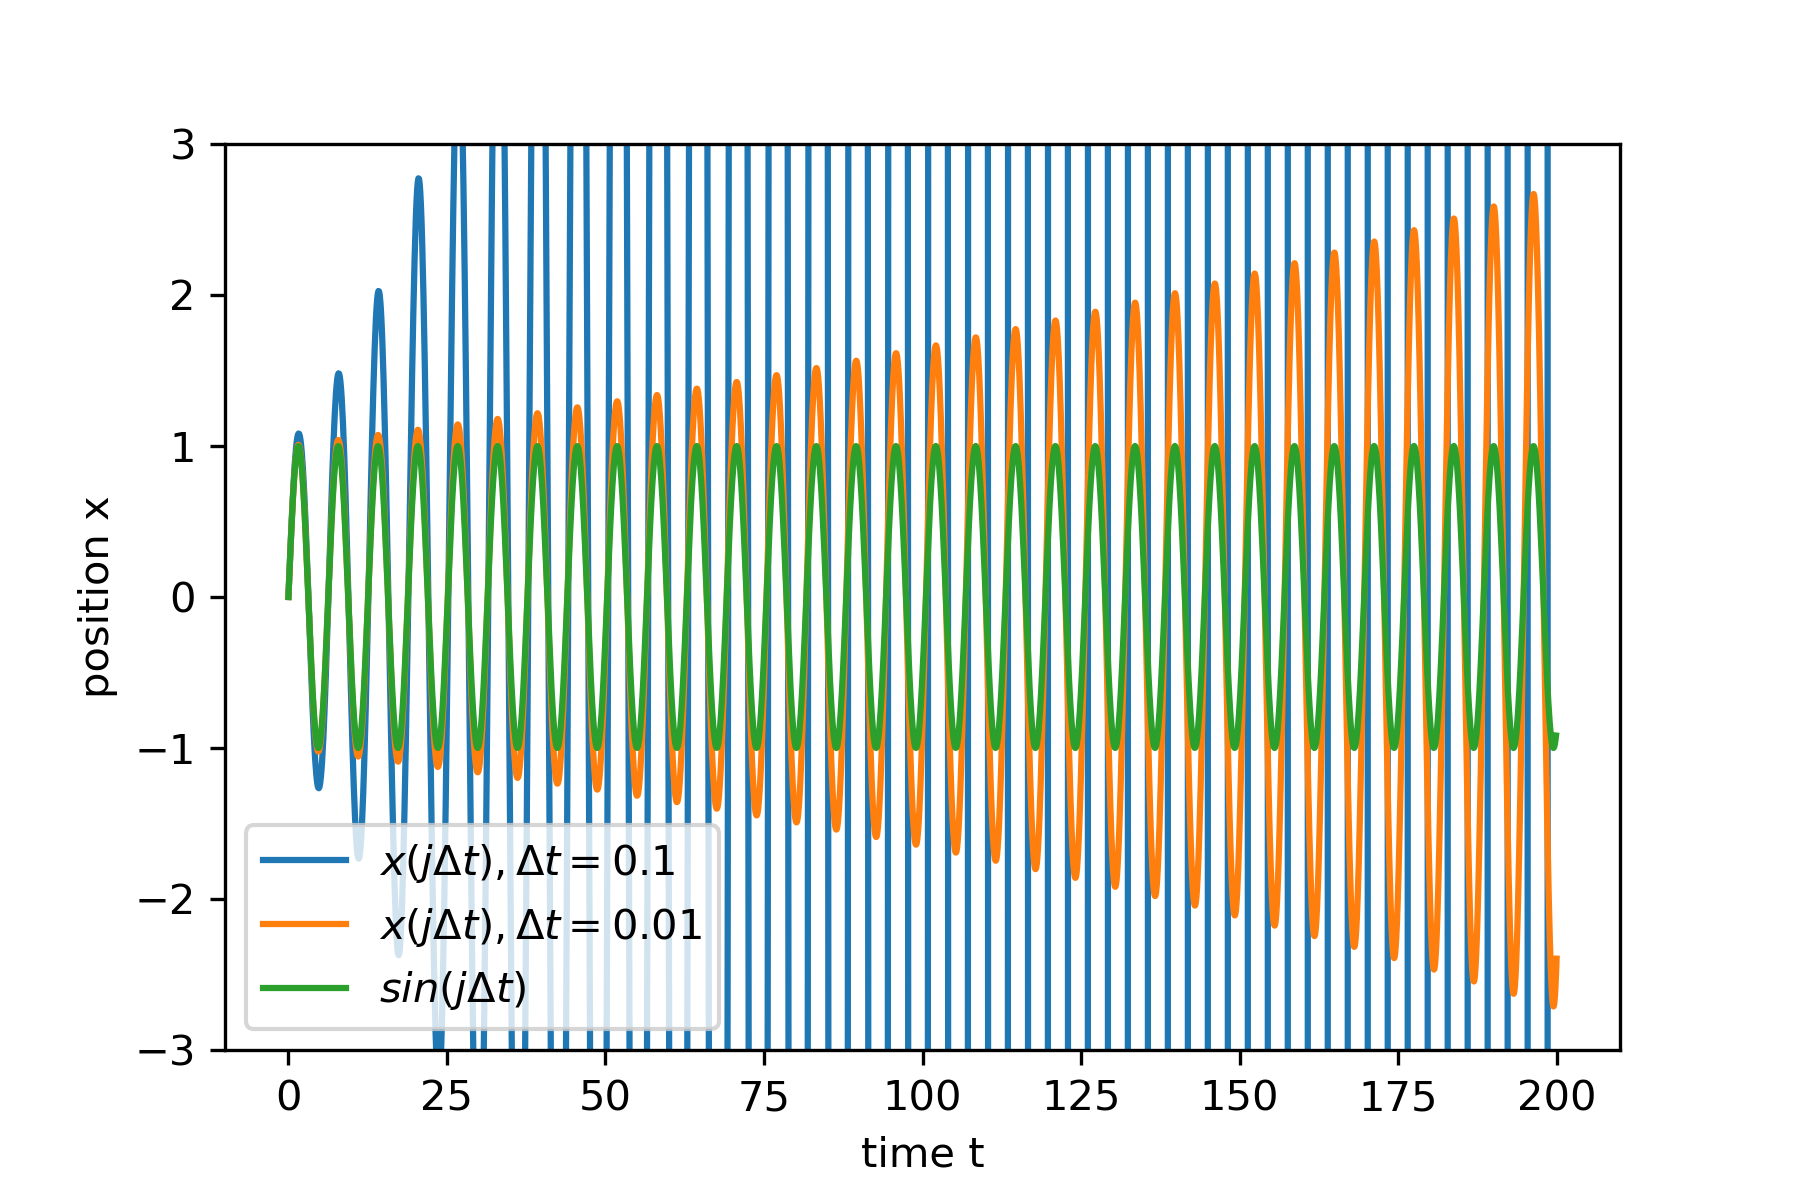 3
2
1
0
−1
−2
−3
position x
x(jΔt), Δt = 0.1
x(jΔt), Δt = 0.01
sin(jΔt)
0 25 50 75 100 125 150 175 200
time t